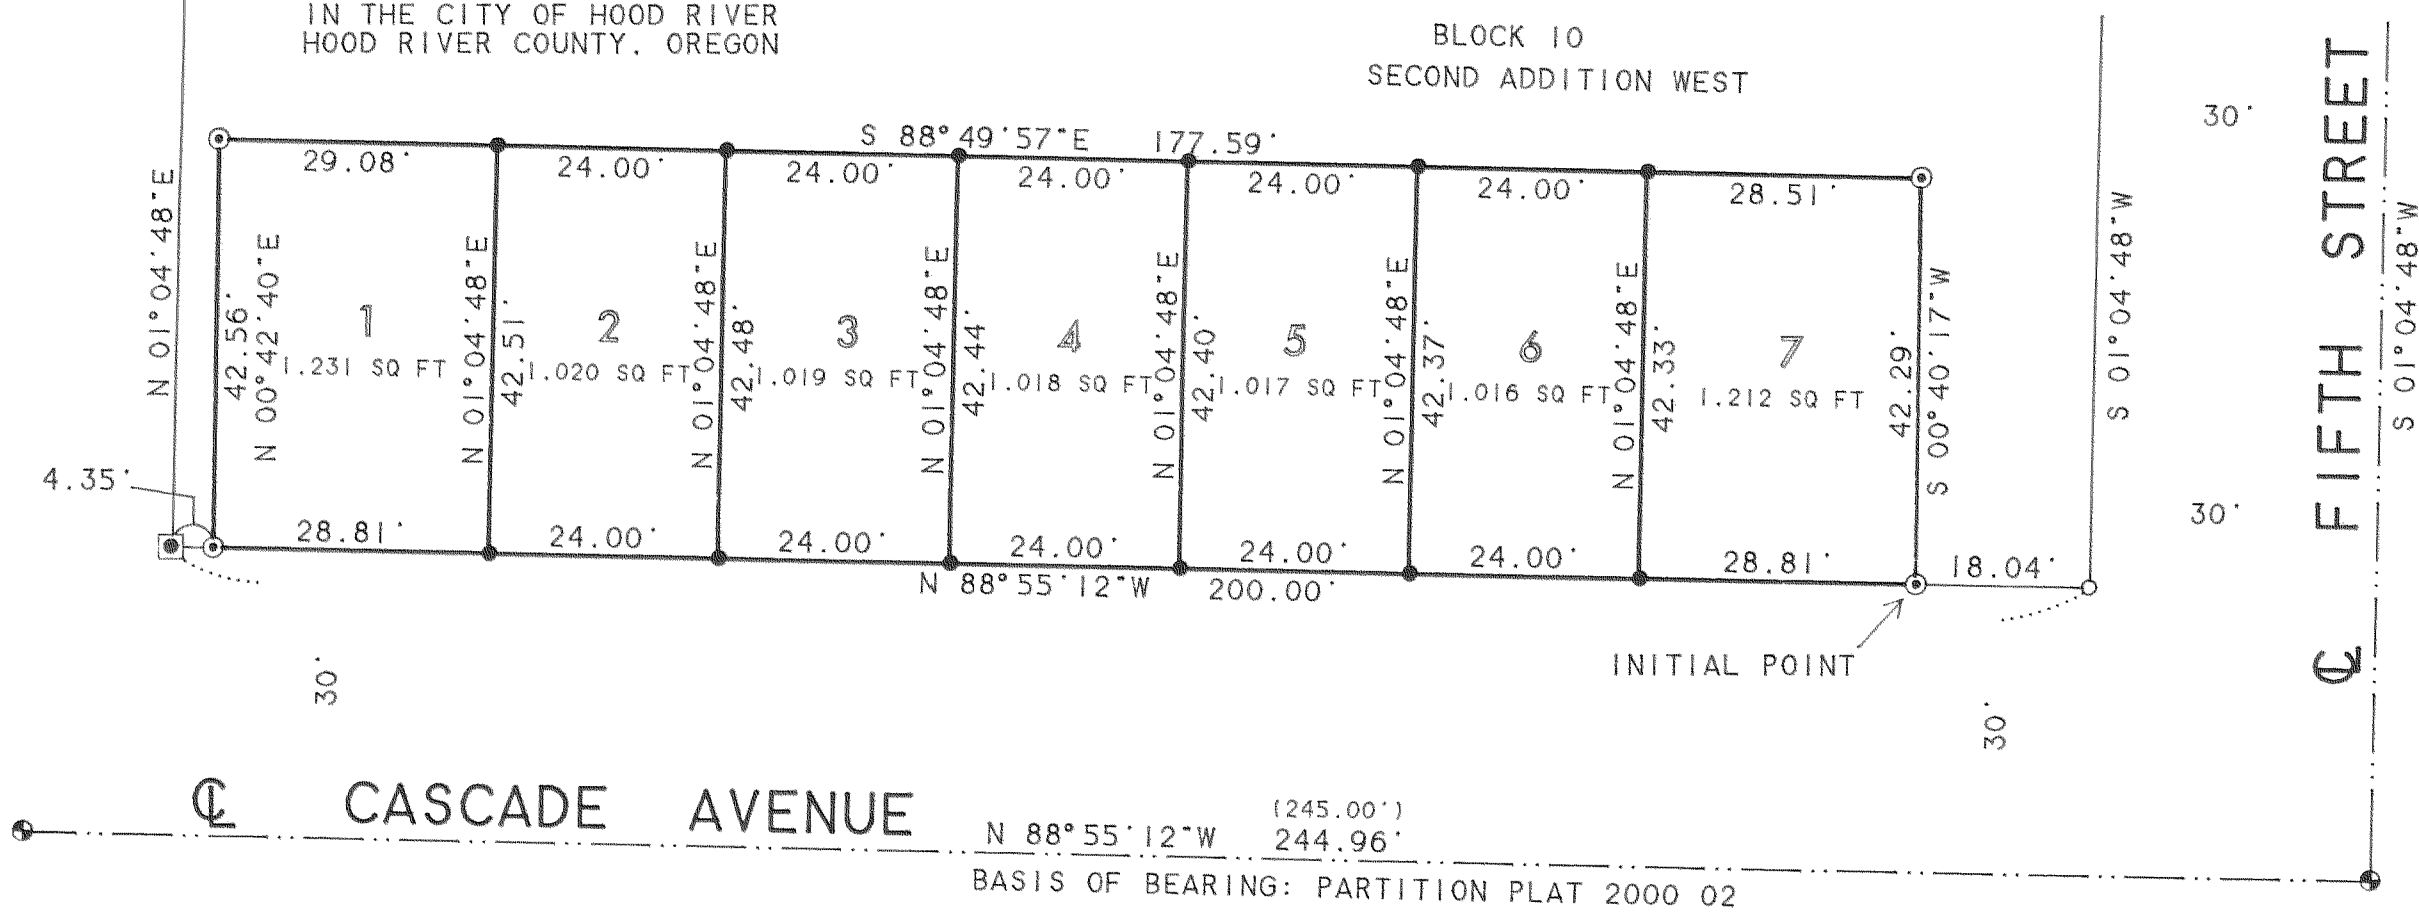 IN THE CITY OF HOOD RIVER
HOOD RIVER COUNTY, OREGON
BLOCK 10
SECOND ADDITION WEST
S 88°49'57"E 177.59'
29.08'
24.00'
24.00'
24.00'
24.00'
24.00'
28.51'
30'
N 01°04'48"E
42.56'
N 00°42'40"E
1
1.231 SQ FT
N 01°04'48"E
42.51'
2
1.020 SQ FT
N 01°04'48"E
42.48'
3
1.019 SQ FT
N 01°04'48"E
42.44'
4
1.018 SQ FT
N 01°04'48"E
42.40'
5
1.017 SQ FT
N 01°04'48"E
42.37'
6
1.016 SQ FT
N 01°04'48"E
42.33'
7
1.212 SQ FT
42.29'
S 00°40'17"W
S 01°04'48"W
℄ FIFTH STREET
S 01°04'48"W
4.35'
28.81'
24.00'
24.00'
24.00'
24.00'
24.00'
28.81'
18.04'
30'
N 88°55'12"W 200.00'
INITIAL POINT
30'
30'
℄ CASCADE AVENUE
(245.00')
N 88°55'12"W 244.96'
BASIS OF BEARING: PARTITION PLAT 2000 02